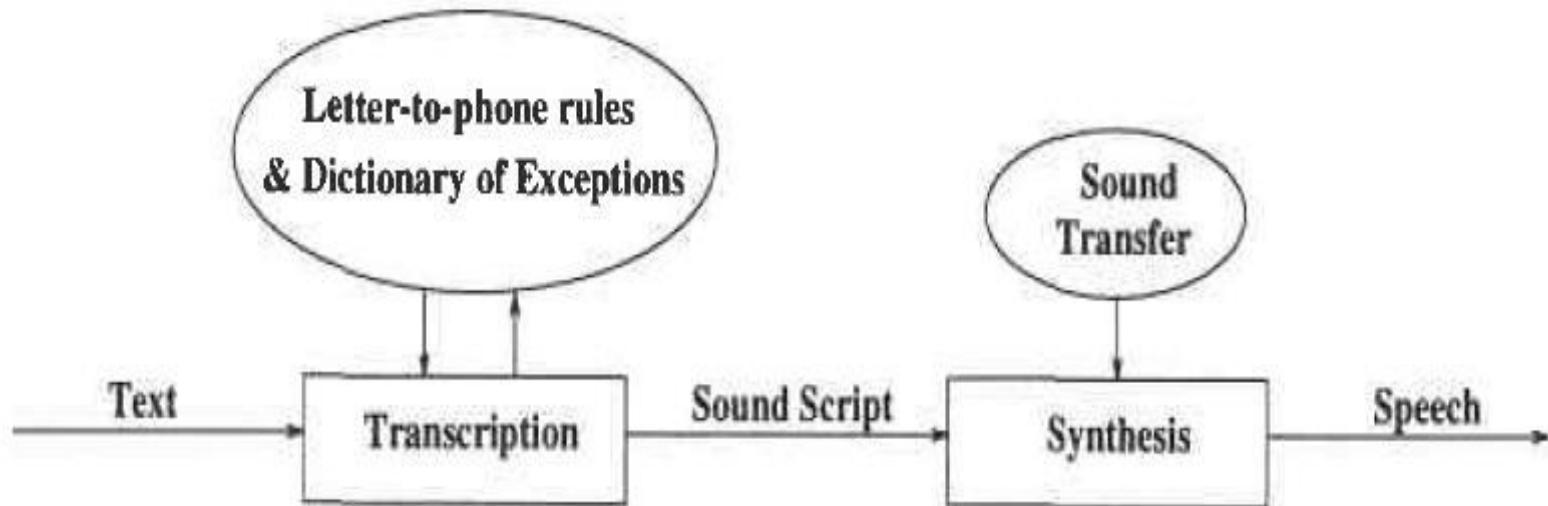 Letter-to-phone rules
& Dictionary of Exceptions
Sound
Transfer
Text
Transcription
Sound Script
Synthesis
Speech